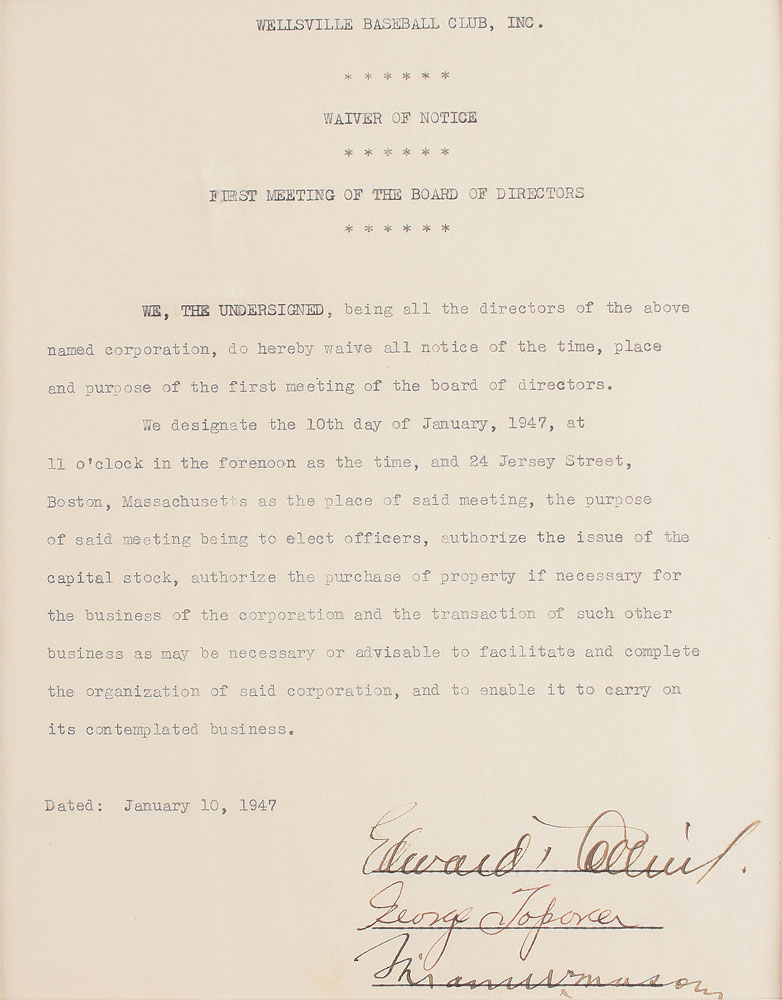 WELLSVILLE BASEBALL CLUB, INC.
* * * * * *
WAIVER OF NOTICE
* * * * * *
FIRST MEETING OF THE BOARD OF DIRECTORS
* * * * * *
WE, THE UNDERSIGNED, being all the directors of the above
named corporation, do hereby waive all notice of the time, place
and purpose of the first meeting of the board of directors.
We designate the 10th day of January, 1947, at
11 o'clock in the forenoon as the time, and 24 Jersey Street,
Boston, Massachusetts as the place of said meeting, the purpose
of said meeting being to elect officers, authorize the issue of the
capital stock, authorize the purchase of property if necessary for
the business of the corporation and the transaction of such other
business as may be necessary or advisable to facilitate and complete
the organization of said corporation, and to enable it to carry on
its contemplated business.
Dated: January 10, 1947
Edward T. Collins.
George Toporcer